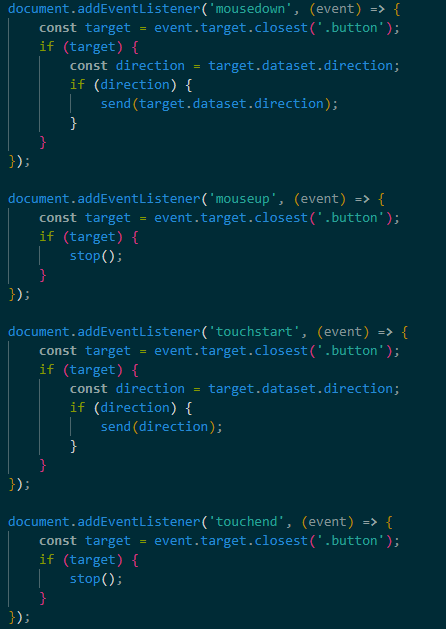 document.addEventListener('mousedown', (event) => {
    const target = event.target.closest('.button');
    if (target) {
        const direction = target.dataset.direction;
        if (direction) {
            send(target.dataset.direction);
        }
    }
});

document.addEventListener('mouseup', (event) => {
    const target = event.target.closest('.button');
    if (target) {
        stop();
    }
});

document.addEventListener('touchstart', (event) => {
    const target = event.target.closest('.button');
    if (target) {
        const direction = target.dataset.direction;
        if (direction) {
            send(direction);
        }
    }
});

document.addEventListener('touchend', (event) => {
    const target = event.target.closest('.button');
    if (target) {
        stop();
    }
});